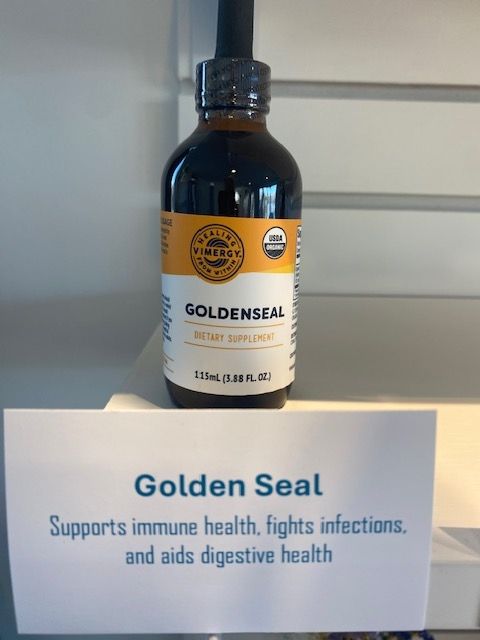 HEALING
VIMERGY
FROM WITHIN
USDA
ORGANIC
GOLDENSEAL
DIETARY SUPPLEMENT
115mL (3.88 FL. OZ.)
Golden Seal
Supports immune health, fights infections,
and aids digestive health